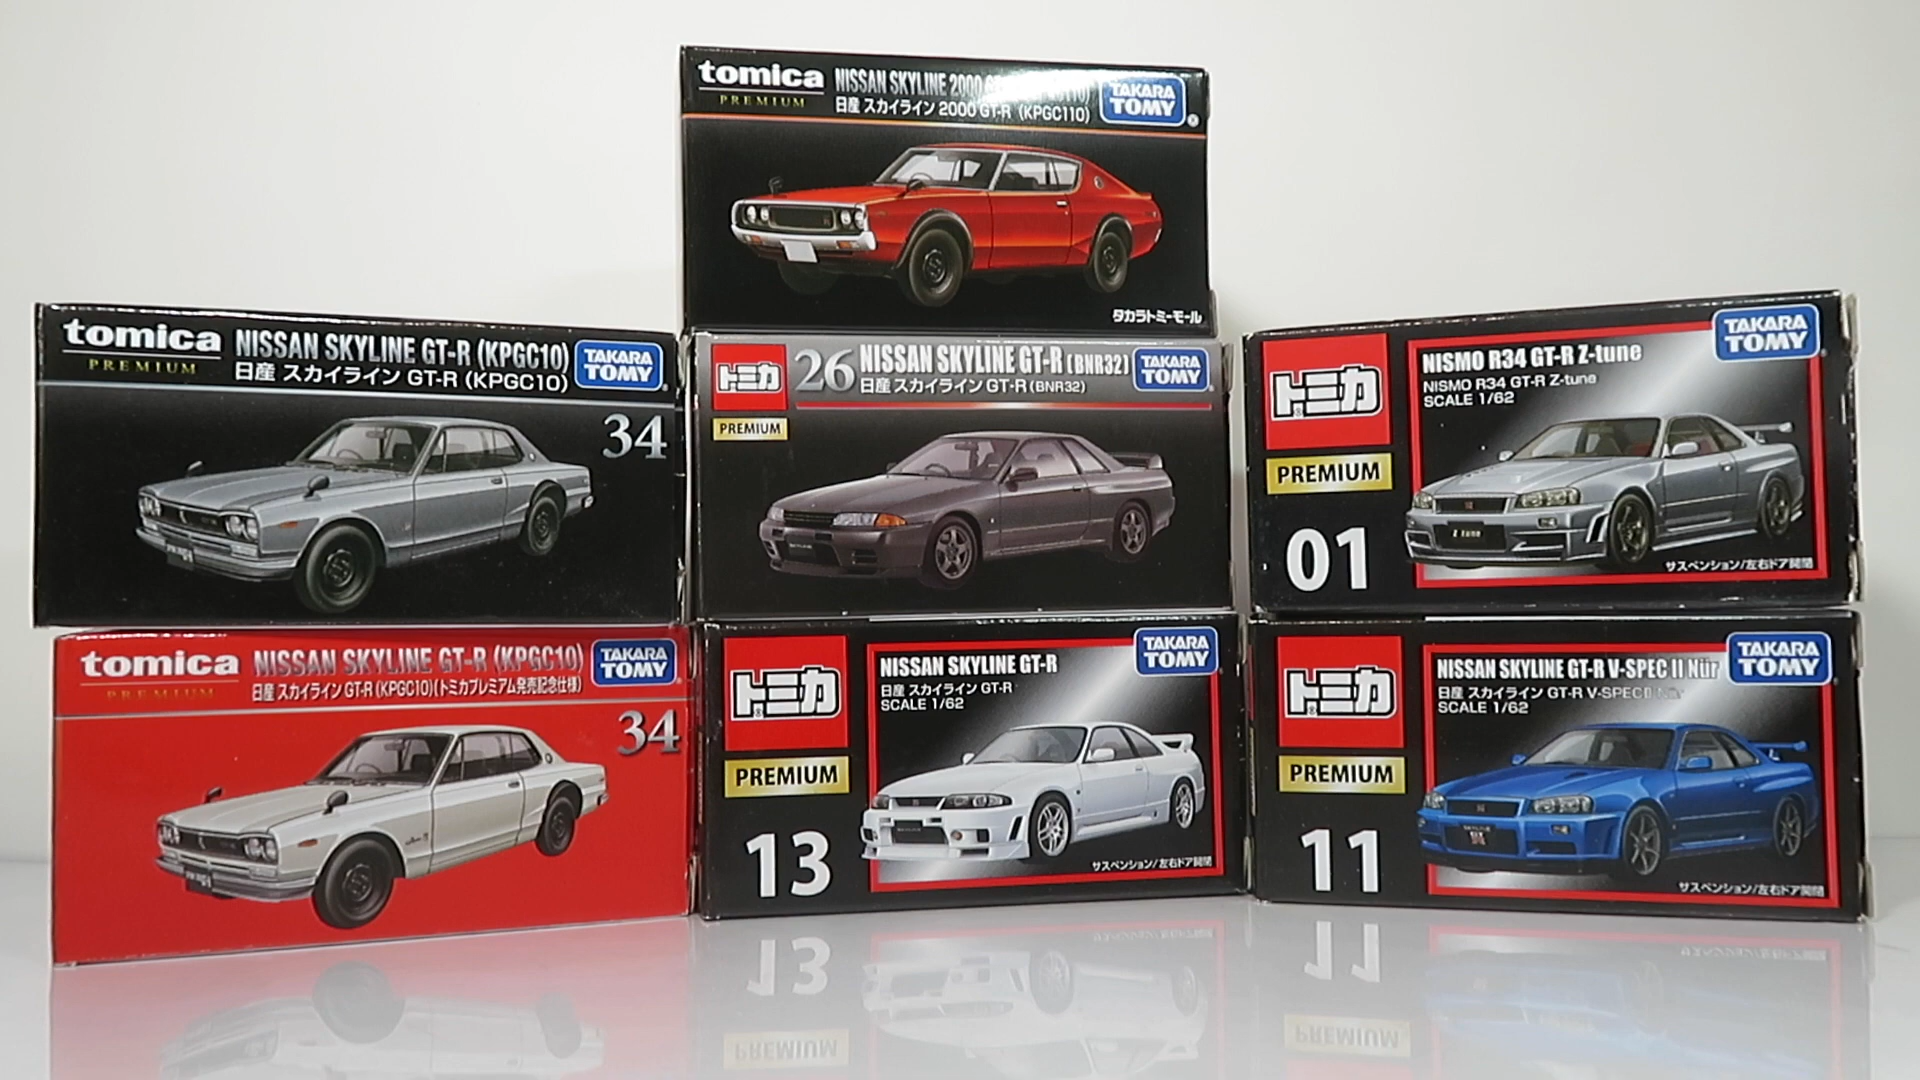 tomica
PREMIUM
NISSAN SKYLINE 2000
日産 スカイライン 2000 GT-R (KPGC110)
TAKARA
TOMY
タカラトミーモール
tomica
PREMIUM
NISSAN SKYLINE GT-R (KPGC10)
日産 スカイライン GT-R (KPGC10)
TAKARA
TOMY
34
トミカ
PREMIUM
26
NISSAN SKYLINE GT-R (BNR32)
日産 スカイライン GT-R (BNR32)
TAKARA
TOMY
トミカ
PREMIUM
01
NISMO R34 GT-R Z-tune
NISMO R34 GT-R Z-tune
SCALE 1/62
TAKARA
TOMY
Z tune
サスペンション/左右ドア開閉
tomica
PREMIUM
NISSAN SKYLINE GT-R (KPGC10)
日産 スカイライン GT-R (KPGC10)(トミカプレミアム発売記念仕様)
TAKARA
TOMY
34
トミカ
PREMIUM
13
NISSAN SKYLINE GT-R
日産 スカイライン GT-R
SCALE 1/62
TAKARA
TOMY
サスペンション/左右ドア開閉
トミカ
PREMIUM
11
NISSAN SKYLINE GT-R V-SPEC II Nür
日産 スカイライン GT-R V-SPECⅡ Nür
SCALE 1/62
TAKARA
TOMY
サスペンション/左右ドア開閉